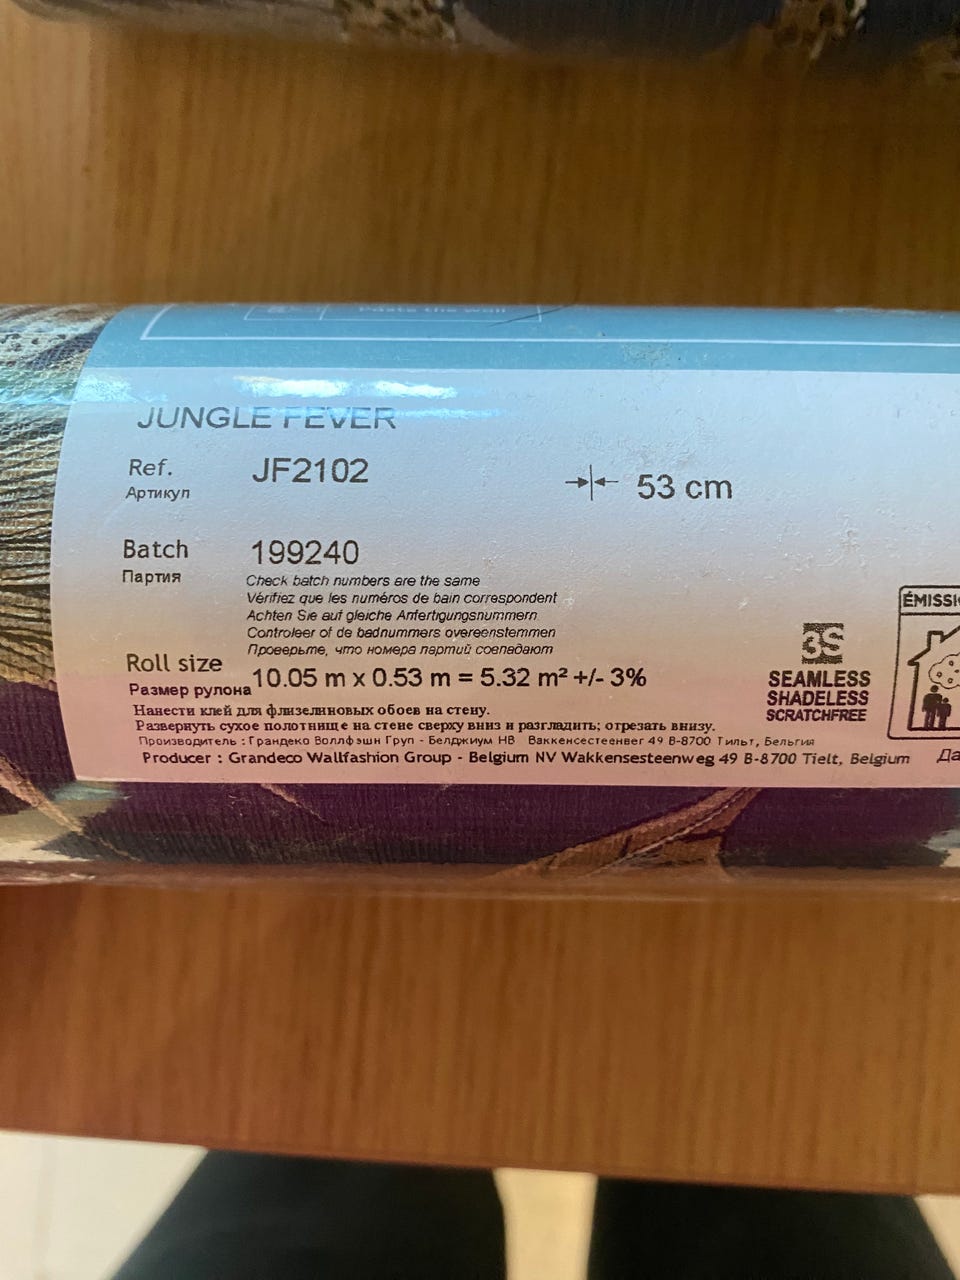 Paste the wall
JUNGLE FEVER
Ref. JF2102
Артикул
53 cm
Batch 199240
Партия
Check batch numbers are the same
Vérifiez que les numéros de bain correspondent
Achten Sie auf gleiche Anfertigungsnummern
Controleer of de badnummers overeenstemmen
Проверьте, что номера партий совпадают
Roll size 10.05 m x 0.53 m = 5.32 m² +/- 3%
Размер рулона
3S
SEAMLESS
SHADELESS
SCRATCHFREE
ÉMISSI
Нанести клей для флизелиновых обоев на стену.
Развернуть сухое полотнище на стене сверху вниз и разгладить; отрезать внизу.
Производитель : Грандеко Воллфэшн Груп - Белджиум НВ Ваккенсестеенвег 49 B-8700 Тильт, Бельгия
Producer : Grandeco Wallfashion Group - Belgium NV Wakkensesteenweg 49 B-8700 Tielt, Belgium
Да